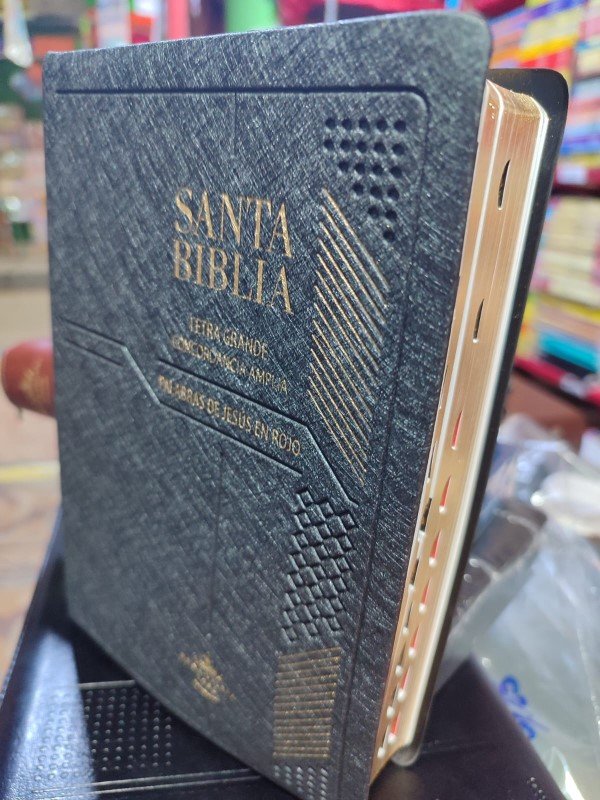 SANTA
BIBLIA
LETRA GRANDE
CONCORDANCIA AMPLIA
PALABRAS DE JESÚS EN ROJO